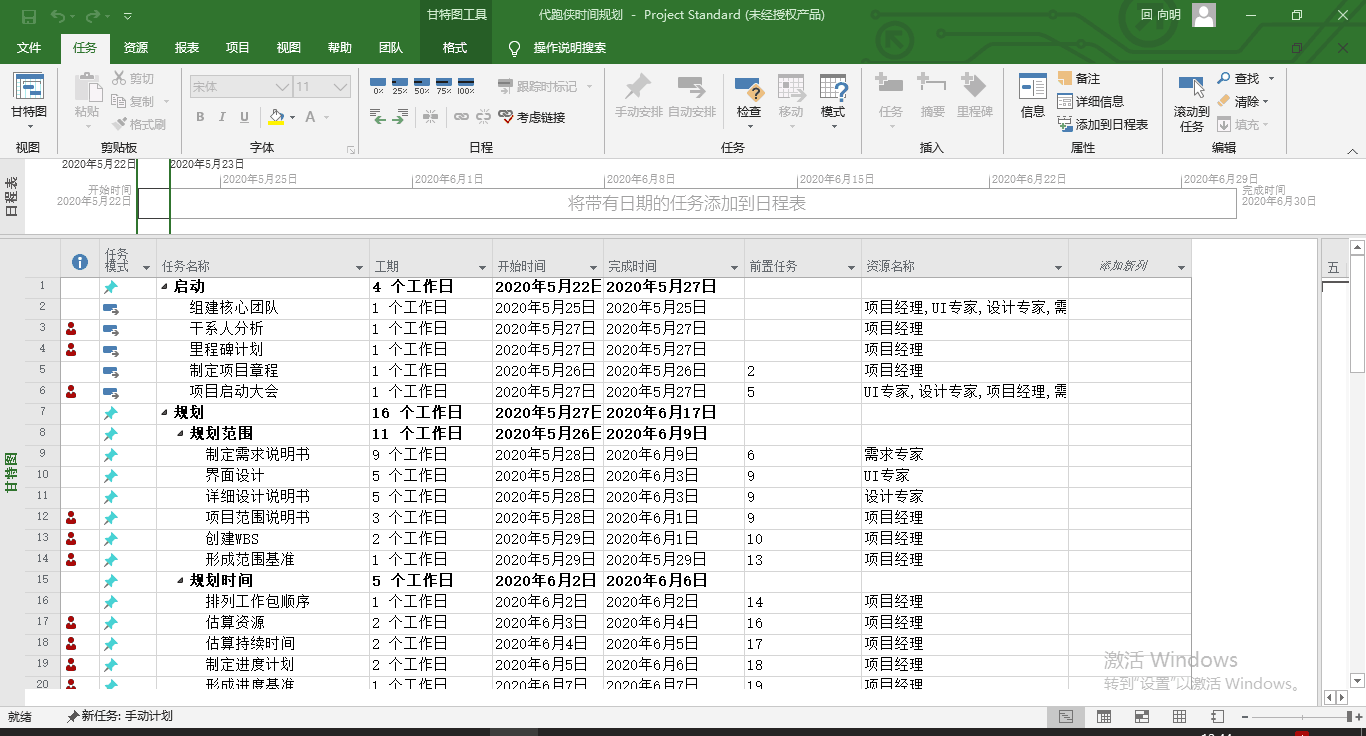 甘特图工具
代跑侠时间规划 - Project Standard (未经授权产品)
回 向明
文件 任务 资源 报表 项目 视图 帮助 团队 格式 操作说明搜索
甘特图
视图
粘贴 剪切 复制 格式刷
剪贴板
宋体 11
B I U A
字体
0% 25% 50% 75% 100%
跟踪时标记
考虑链接
日程
手动安排 自动安排 检查 移动 模式
任务
任务 摘要 里程碑
插入
信息 备注 详细信息 添加到日程表
属性
滚动到任务 查找 清除 填充
编辑
日程表
2020年5月22日 2020年5月23日
2020年5月25日 2020年6月1日 2020年6月8日 2020年6月15日 2020年6月22日 2020年6月29日
开始时间
2020年5月22日
将带有日期的任务添加到日程表
完成时间
2020年6月30日
甘特图
任务模式 任务名称 工期 开始时间 完成时间 前置任务 资源名称 添加新列 五
1 启动 4 个工作日 2020年5月22日 2020年5月27日
2 组建核心团队 1 个工作日 2020年5月25日 2020年5月25日 项目经理,UI专家,设计专家,需
3 干系人分析 1 个工作日 2020年5月27日 2020年5月27日 项目经理
4 里程碑计划 1 个工作日 2020年5月27日 2020年5月27日 项目经理
5 制定项目章程 1 个工作日 2020年5月26日 2020年5月26日 2 项目经理
6 项目启动大会 1 个工作日 2020年5月27日 2020年5月27日 5 UI专家,设计专家,项目经理,需
7 规划 16 个工作日 2020年5月27日 2020年6月17日
8 规划范围 11 个工作日 2020年5月26日 2020年6月9日
9 制定需求说明书 9 个工作日 2020年5月28日 2020年6月9日 6 需求专家
10 界面设计 5 个工作日 2020年5月28日 2020年6月3日 9 UI专家
11 详细设计说明书 5 个工作日 2020年5月28日 2020年6月3日 9 设计专家
12 项目范围说明书 3 个工作日 2020年5月28日 2020年6月1日 9 项目经理
13 创建WBS 2 个工作日 2020年5月29日 2020年6月1日 10 项目经理
14 形成范围基准 1 个工作日 2020年5月29日 2020年5月29日 13 项目经理
15 规划时间 5 个工作日 2020年6月2日 2020年6月6日
16 排列工作包顺序 1 个工作日 2020年6月2日 2020年6月2日 14 项目经理
17 估算资源 2 个工作日 2020年6月3日 2020年6月4日 16 项目经理
18 估算持续时间 2 个工作日 2020年6月4日 2020年6月5日 17 项目经理
19 制定进度计划 2 个工作日 2020年6月5日 2020年6月6日 18 项目经理
20 形成进度基准 1 个工作日 2020年6月7日 2020年6月7日 19 项目经理
激活 Windows
转到"设置"以激活 Windows。
就绪 新任务: 手动计划